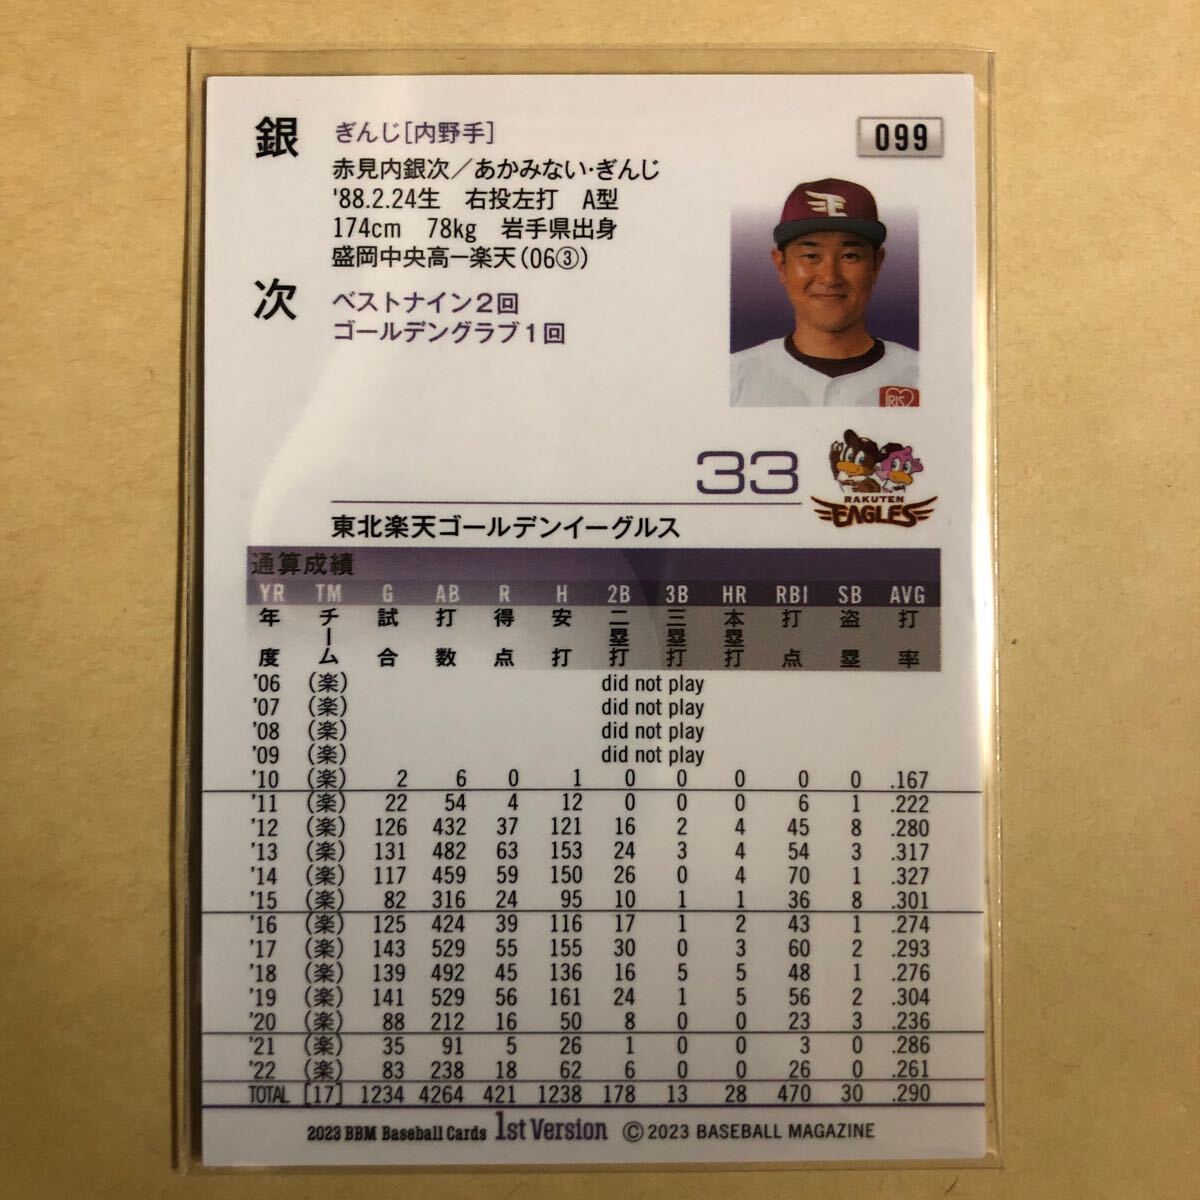 銀次
099
ぎんじ[内野手]
赤見内銀次／あかみない・ぎんじ
'88.2.24生 右投左打 A型
174cm 78kg 岩手県出身
盛岡中央高ー楽天(06③)
ベストナイン2回
ゴールデングラブ1回
E
IRIS
33
RAKUTEN
EAGLES
東北楽天ゴールデンイーグルス
通算成績
YR TM G AB R H 2B 3B HR RBI SB AVG
年度 チーム 試合 打数 得点 安打 二塁打 三塁打 本塁打 打点 盗塁 打率
'06 (楽) did not play
'07 (楽) did not play
'08 (楽) did not play
'09 (楽) did not play
'10 (楽) 2 6 0 1 0 0 0 0 0 .167
'11 (楽) 22 54 4 12 0 0 0 6 1 .222
'12 (楽) 126 432 37 121 16 2 4 45 8 .280
'13 (楽) 131 482 63 153 24 3 4 54 3 .317
'14 (楽) 117 459 59 150 26 0 4 70 1 .327
'15 (楽) 82 316 24 95 10 1 1 36 8 .301
'16 (楽) 125 424 39 116 17 1 2 43 1 .274
'17 (楽) 143 529 55 155 30 0 3 60 2 .293
'18 (楽) 139 492 45 136 16 5 5 48 1 .276
'19 (楽) 141 529 56 161 24 1 5 56 2 .304
'20 (楽) 88 212 16 50 8 0 0 23 3 .236
'21 (楽) 35 91 5 26 1 0 0 3 0 .286
'22 (楽) 83 238 18 62 6 0 0 26 0 .261
TOTAL [17] 1234 4264 421 1238 178 13 28 470 30 .290
2023 BBM Baseball Cards 1st Version © 2023 BASEBALL MAGAZINE